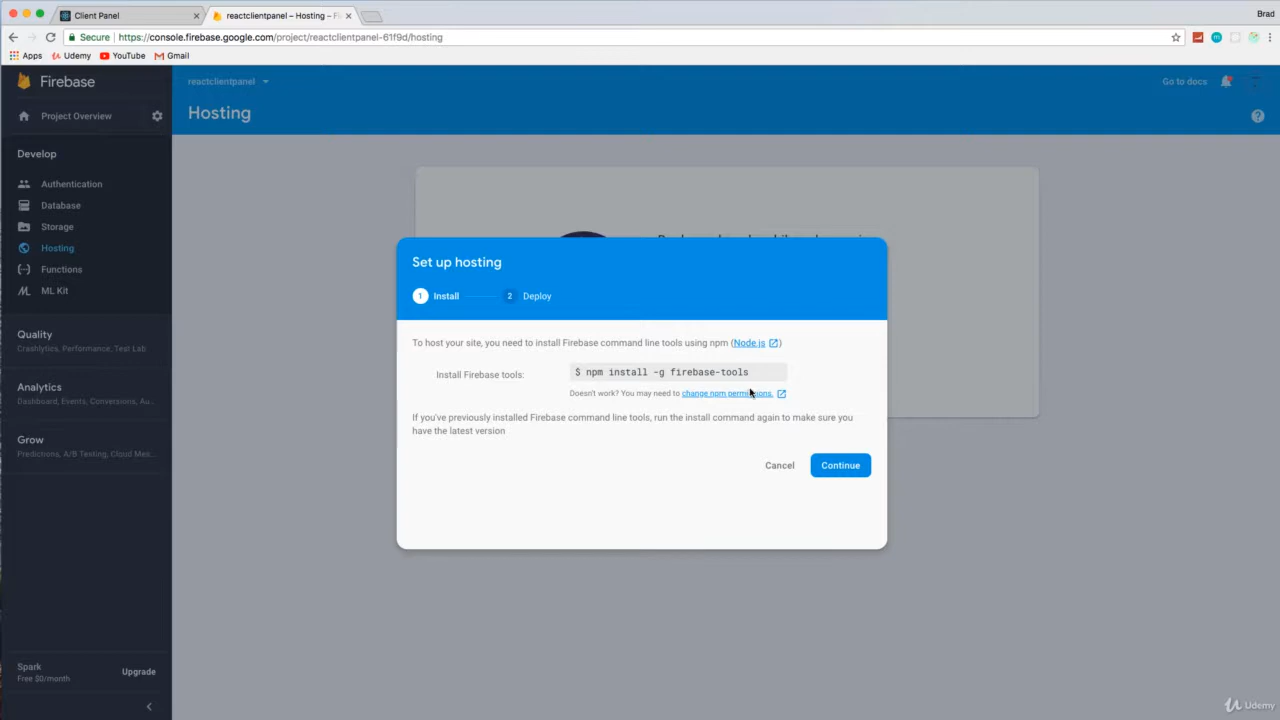 Client Panel
reactclientpanel – Hosting – Fi
Brad
Secure https://console.firebase.google.com/project/reactclientpanel-61f9d/hosting
Apps Udemy YouTube Gmail
Firebase
reactclientpanel
Go to docs
Project Overview
Hosting
Develop
Authentication
Database
Storage
Hosting
Functions
ML Kit
Quality
Crashlytics, Performance, Test Lab
Analytics
Dashboard, Events, Conversions, Au...
Grow
Predictions, A/B Testing, Cloud Mes...
Spark
Free $0/month
Upgrade
Set up hosting
1 Install 2 Deploy
To host your site, you need to install Firebase command line tools using npm (Node.js)
Install Firebase tools:
$ npm install -g firebase-tools
Doesn't work? You may need to change npm permissions.
If you've previously installed Firebase command line tools, run the install command again to make sure you
have the latest version
Cancel
Continue
Udemy